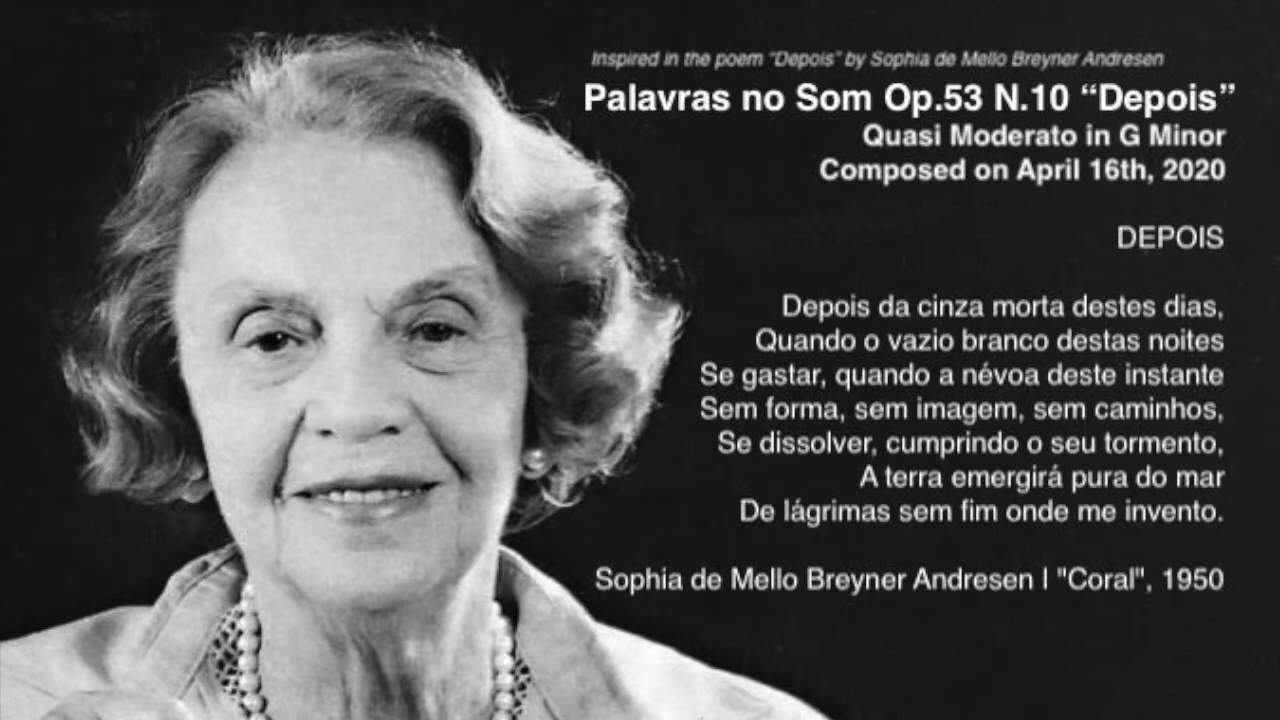 Inspired in the poem “Depois” by Sophia de Mello Breyner Andresen
Palavras no Som Op.53 N.10 “Depois”
Quasi Moderato in G Minor
Composed on April 16th, 2020
DEPOIS
Depois da cinza morta destes dias,
Quando o vazio branco destas noites
Se gastar, quando a névoa deste instante
Sem forma, sem imagem, sem caminhos,
Se dissolver, cumprindo o seu tormento,
A terra emergirá pura do mar
De lágrimas sem fim onde me invento.
Sophia de Mello Breyner Andresen | "Coral", 1950